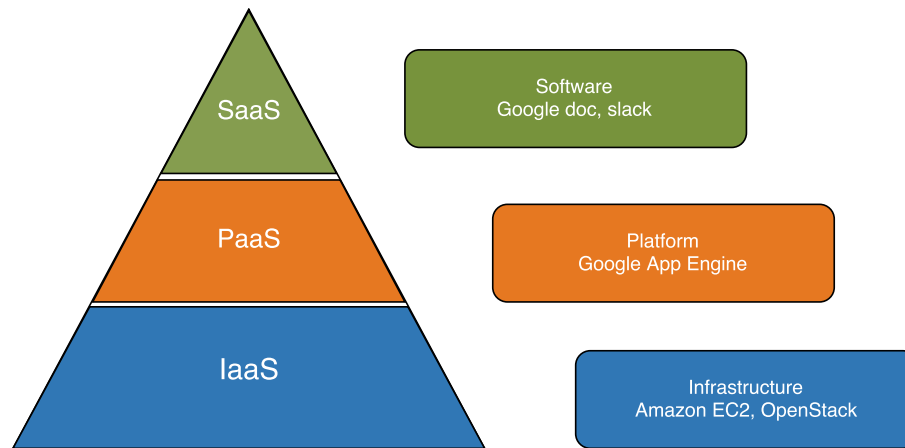 SaaS
Software
Google doc, slack
PaaS
Platform
Google App Engine
IaaS
Infrastructure
Amazon EC2, OpenStack